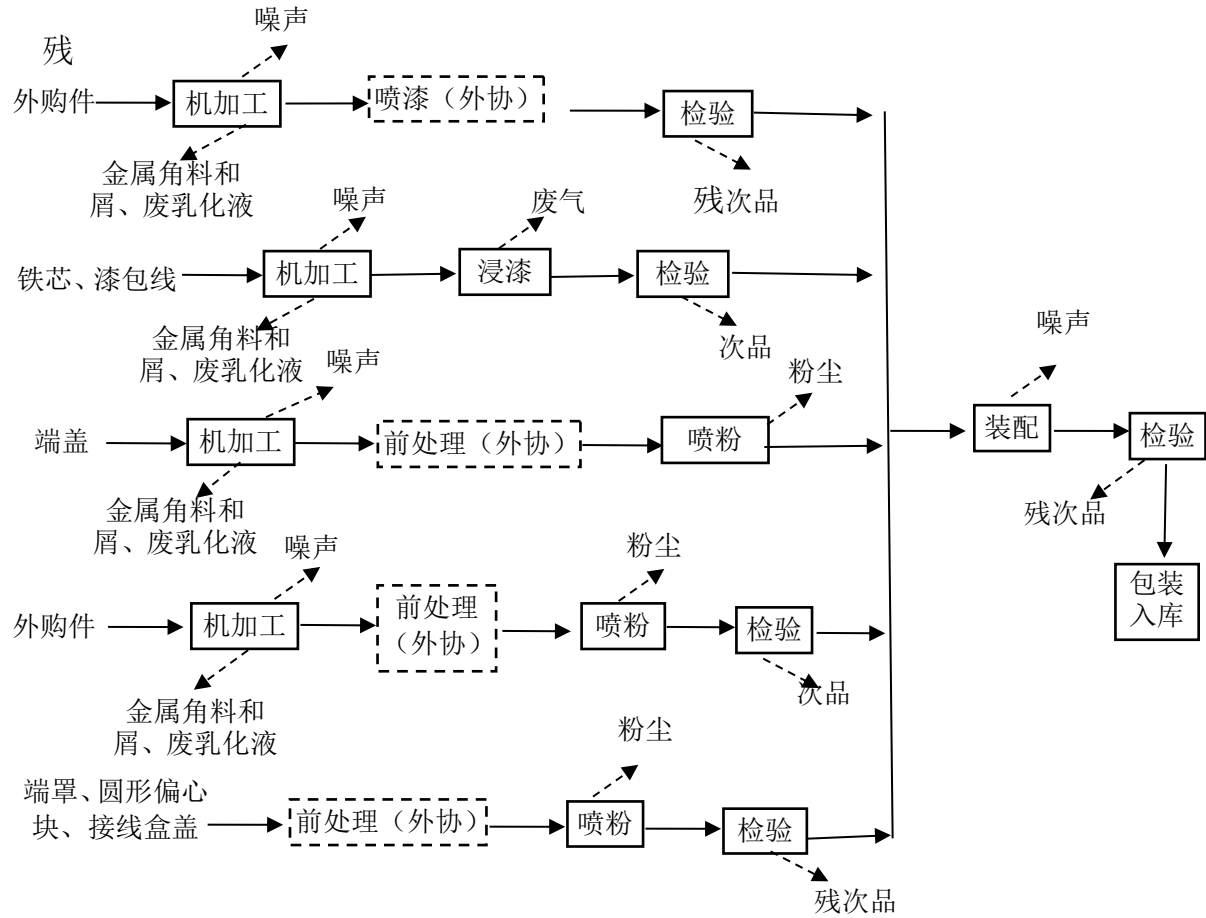 噪声
残
外购件
机加工
喷漆（外协）
检验
金属角料和
屑、废乳化液
残次品
噪声
废气
铁芯、漆包线
机加工
浸漆
检验
金属角料和
屑、废乳化液
次品
噪声
粉尘
端盖
机加工
前处理（外协）
喷粉
金属角料和
屑、废乳化液
噪声
装配
检验
残次品
包装
入库
噪声
粉尘
外购件
机加工
前处理
（外协）
喷粉
检验
金属角料和
屑、废乳化液
次品
粉尘
端罩、圆形偏心
块、接线盒盖
前处理（外协）
喷粉
检验
残次品